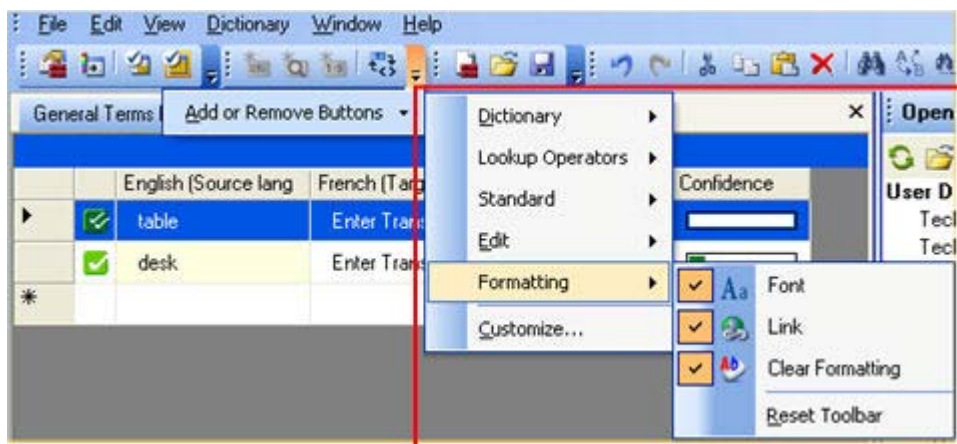 File Edit View Dictionary Window Help
General Terms Add or Remove Buttons
Dictionary
Lookup Operators
Standard
Edit
Formatting
Customize...
Open
English (Source lang French (Targ Confidence
table Enter Trans
desk Enter Trans
User D
Tech
Tech
Font
Link
Clear Formatting
Reset Toolbar